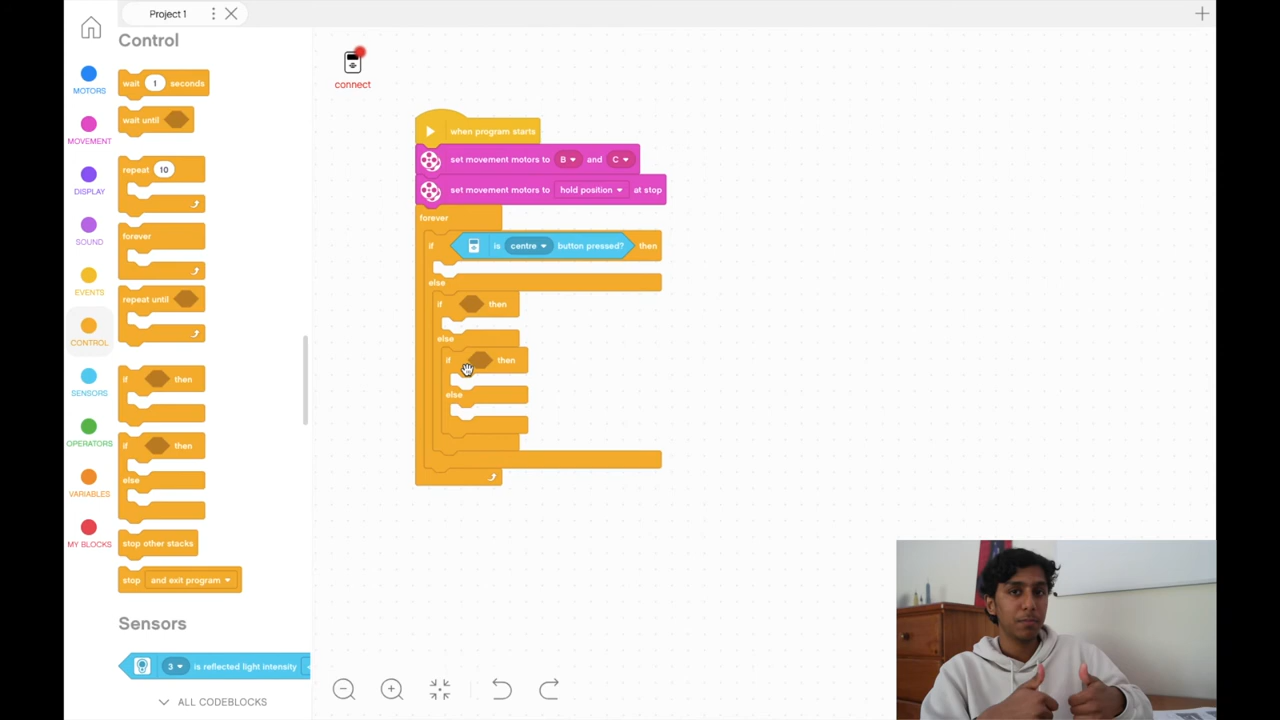 Project 1
Control
MOTORS
MOVEMENT
DISPLAY
SOUND
EVENTS
CONTROL
SENSORS
OPERATORS
VARIABLES
MY BLOCKS
wait 1 seconds
wait until
repeat 10
forever
repeat until
if then
if then
else
stop other stacks
stop and exit program
Sensors
3 is reflected light intensity
ALL CODEBLOCKS
connect
when program starts
set movement motors to B and C
set movement motors to hold position at stop
forever
if is centre button pressed? then
else
if then
else
if then
else